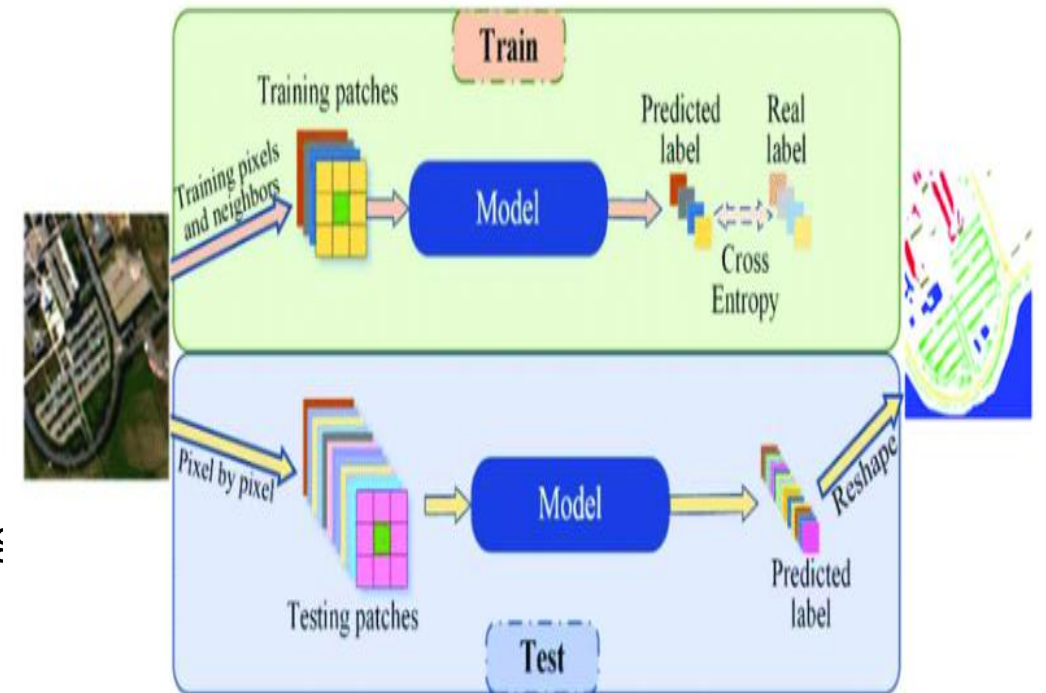 Train
Training patches
Training pixels
and neighbors
Model
Predicted
label
Real
label
Cross
Entropy
Pixel by pixel
Testing patches
Model
Predicted
label
Reshape
Test